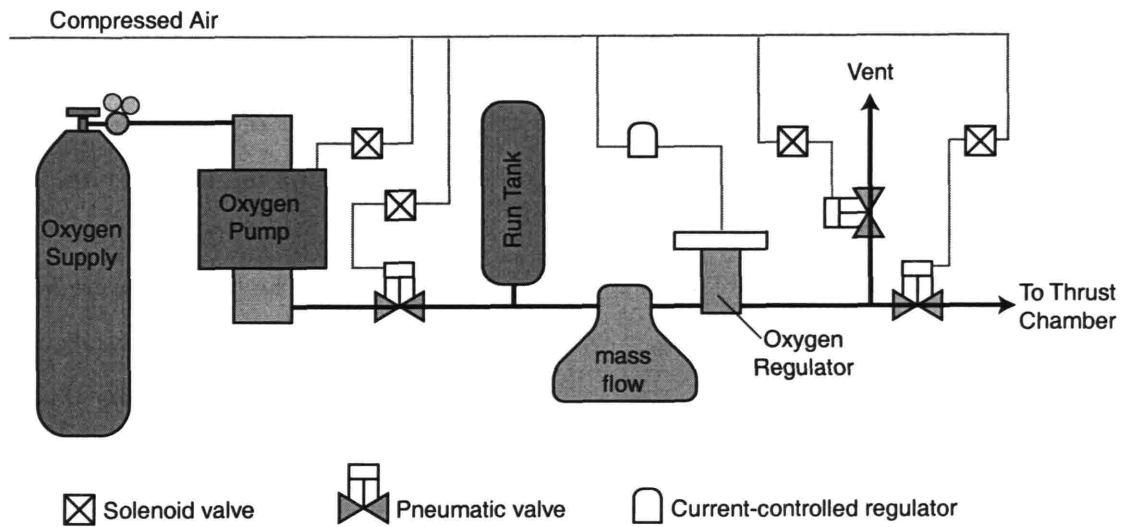 Compressed Air
Vent
Oxygen
Supply
Oxygen
Pump
Run Tank
To Thrust
Chamber
mass
flow
Oxygen
Regulator
Solenoid valve
Pneumatic valve
Current-controlled regulator